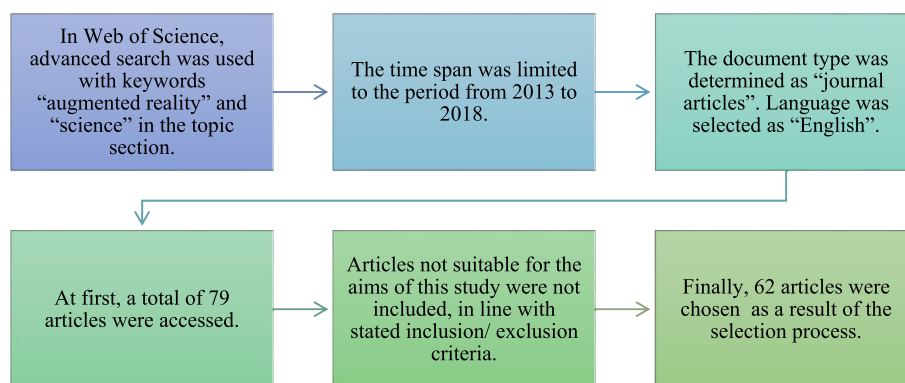 In Web of Science,
advanced search was used
with keywords
“augmented reality” and
“science” in the topic
section.
The time span was limited
to the period from 2013 to
2018.
The document type was
determined as “journal
articles”. Language was
selected as “English”.
At first, a total of 79
articles were accessed.
Articles not suitable for the
aims of this study were not
included, in line with
stated inclusion/ exclusion
criteria.
Finally, 62 articles were
chosen as a result of the
selection process.